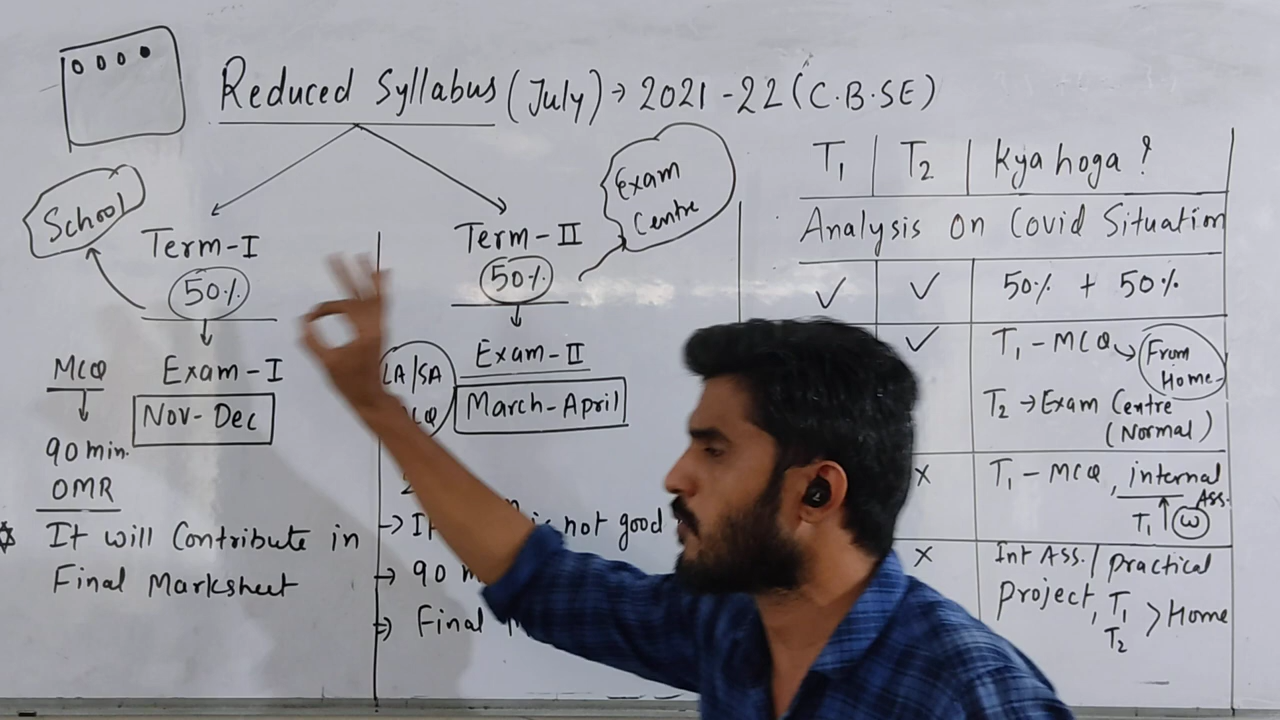 Reduced Syllabus (July) → 2021-22 (C.B.SE)
School
Term-I
50%
MCQ
Exam-I
Nov-Dec
90 min.
OMR
It will Contribute in
Final Marksheet
Exam
Centre
Term-II
50%
LA/SA
Exam-II
March-April
→ If is not good
→ 90
→ Final
T1 | T2 | Kya hoga ?
Analysis On Covid Situation
✓ | ✓ | 50% + 50%
✓ | T1 - MCQ → From
Home
T2 → Exam Centre
(Normal)
x | T1 - MCQ, internal
Ass.
T1 ↑ W
x | Int Ass. / practical
Project, T1
T2 > Home